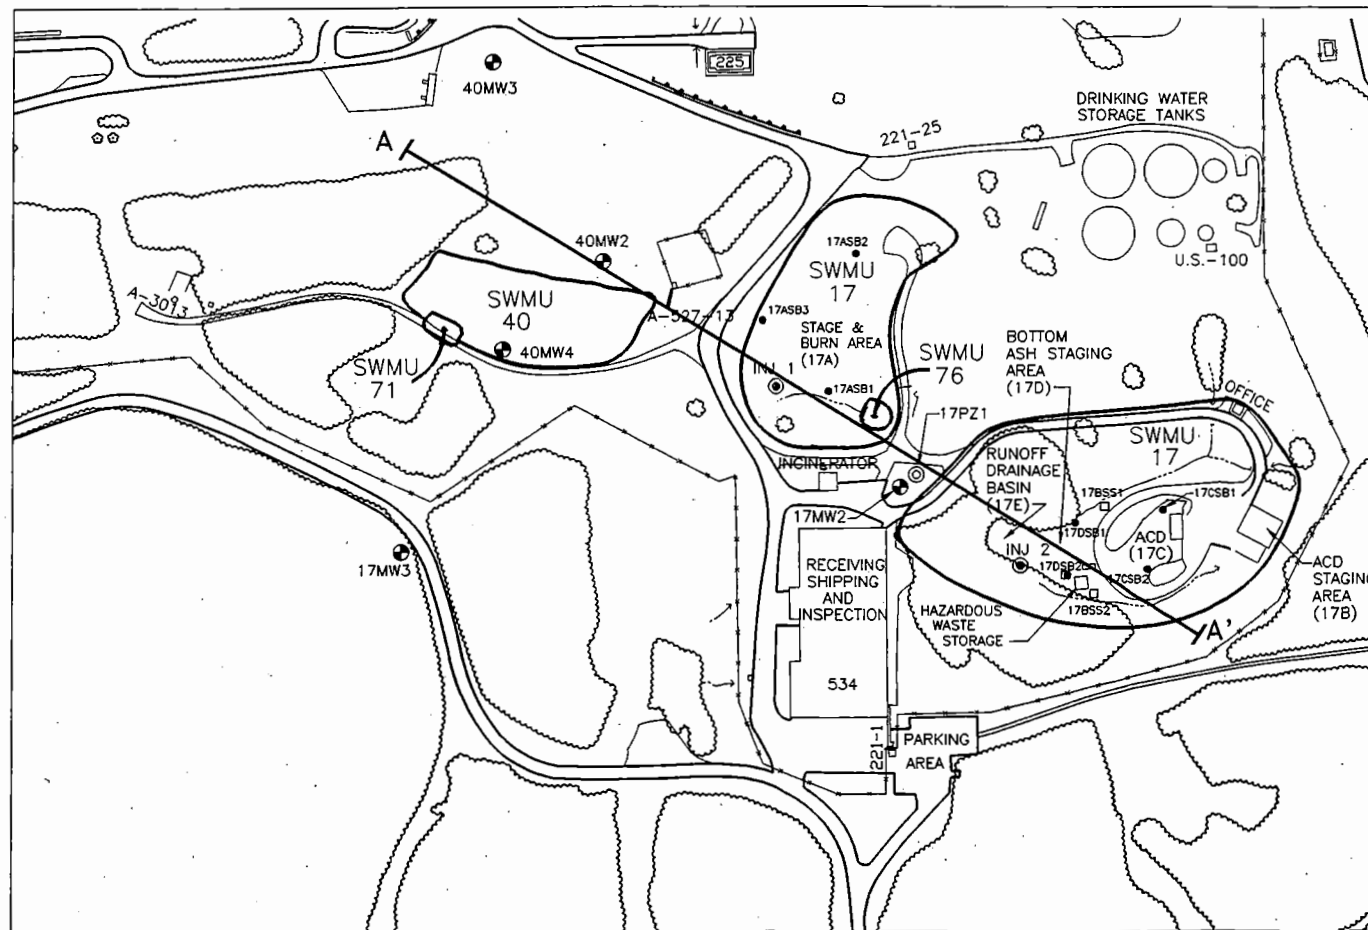 225
40MW3
DRINKING WATER
STORAGE TANKS
221-25
A
40MW2
17ASB2
SWMU
17
U.S.-100
A-3093
SWMU
40
A-527-13
17ASB3
STAGE &
BURN AREA
(17A)
BOTTOM
ASH STAGING
AREA
(17D)
SWMU
76
40MW4
SWMU
71
INJ 1
17ASB1
OFFICE
17PZ1
SWMU
17
RUNOFF
DRAINAGE
BASIN
(17E)
INCINERATOR
17BSS1
17CSB1
17MW2
17DSB1
ACD
(17C)
INJ 2
17MW3
RECEIVING
SHIPPING
AND
INSPECTION
17DSB2
17CSB2
ACD
STAGING
AREA
(17B)
17BSS2
HAZARDOUS
WASTE
STORAGE
A'
534
221-1
PARKING
AREA